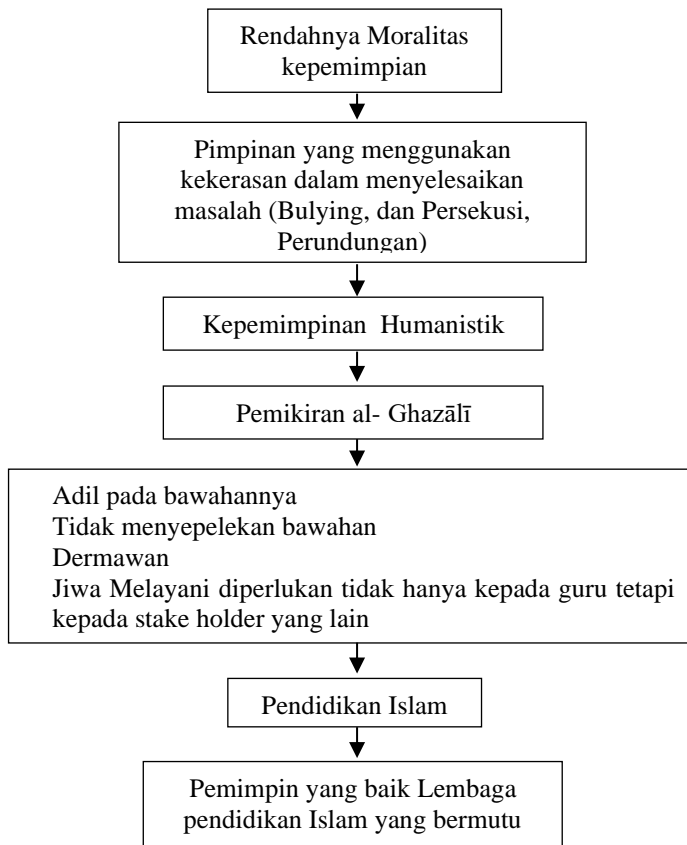 Rendahnya Moralitas
kepemimpian
Pimpinan yang menggunakan
kekerasan dalam menyelesaikan
masalah (Bulying, dan Persekusi,
Perundungan)
Kepemimpinan Humanistik
Pemikiran al- Ghazālī
Adil pada bawahannya
Tidak menyepelekan bawahan
Dermawan
Jiwa Melayani diperlukan tidak hanya kepada guru tetapi
kepada stake holder yang lain
Pendidikan Islam
Pemimpin yang baik Lembaga
pendidikan Islam yang bermutu